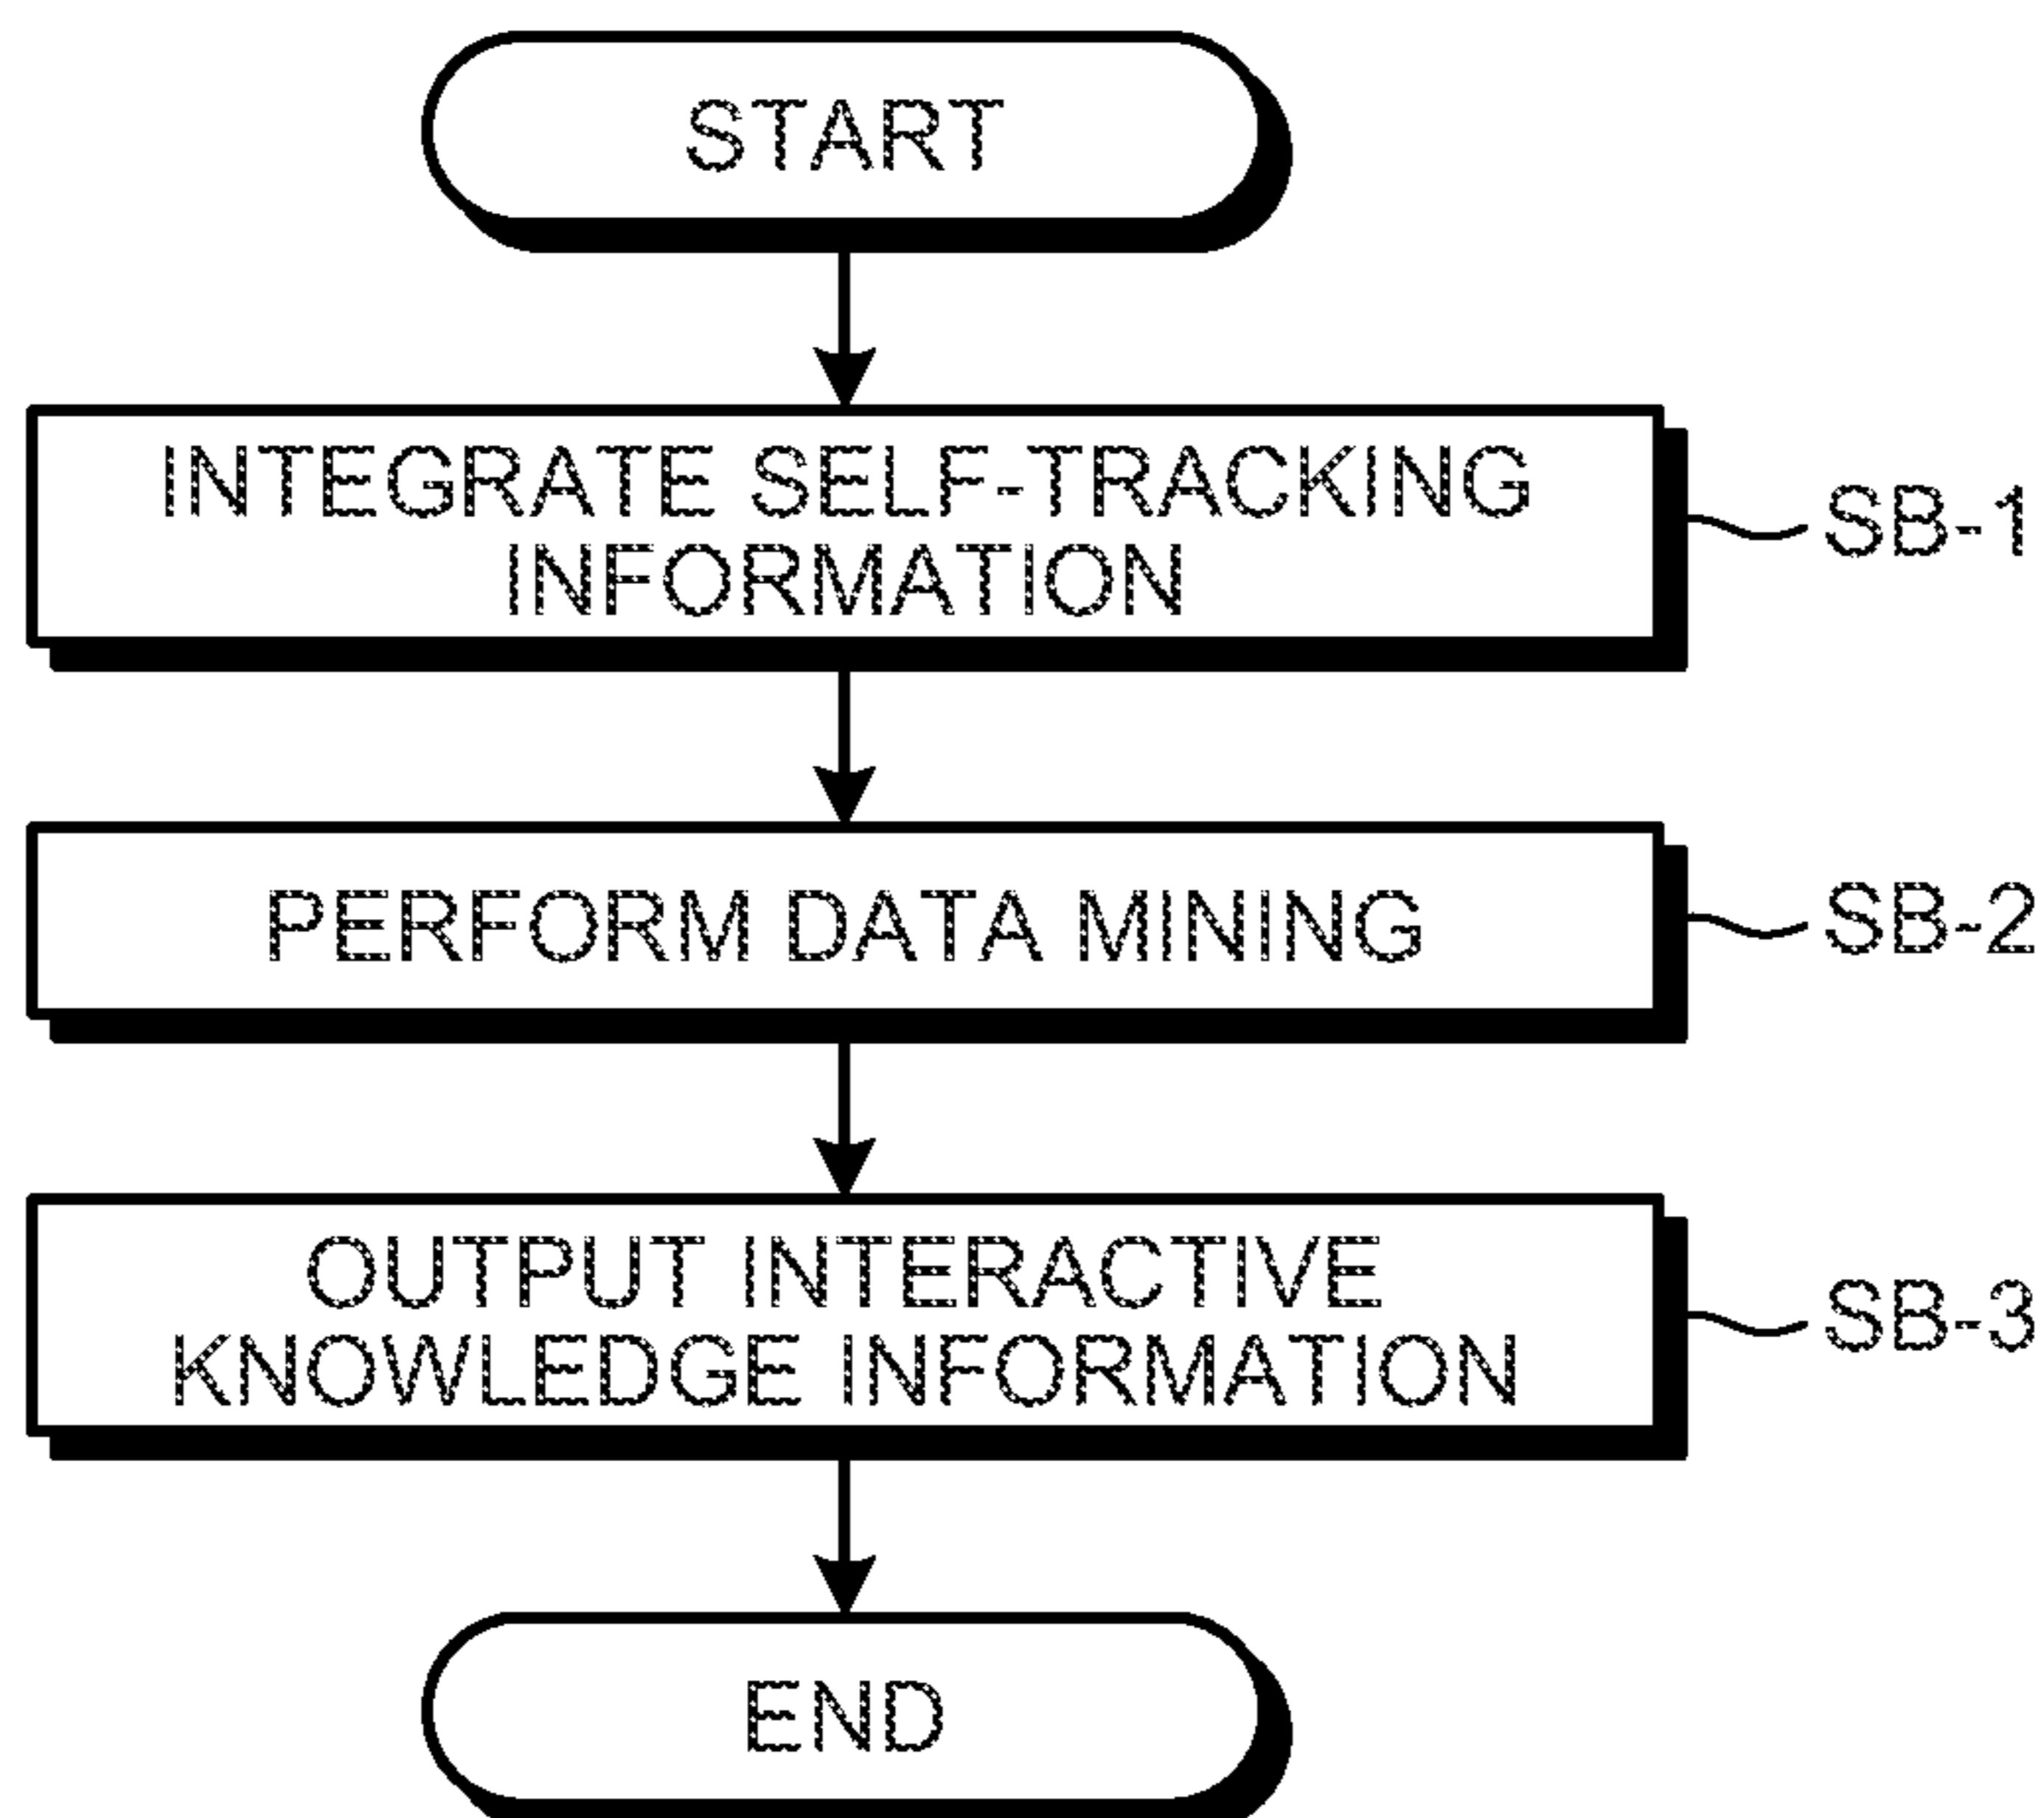 START
INTEGRATE SELF-TRACKING
INFORMATION
SB-1
PERFORM DATA MINING
SB-2
OUTPUT INTERACTIVE
KNOWLEDGE INFORMATION
SB-3
END